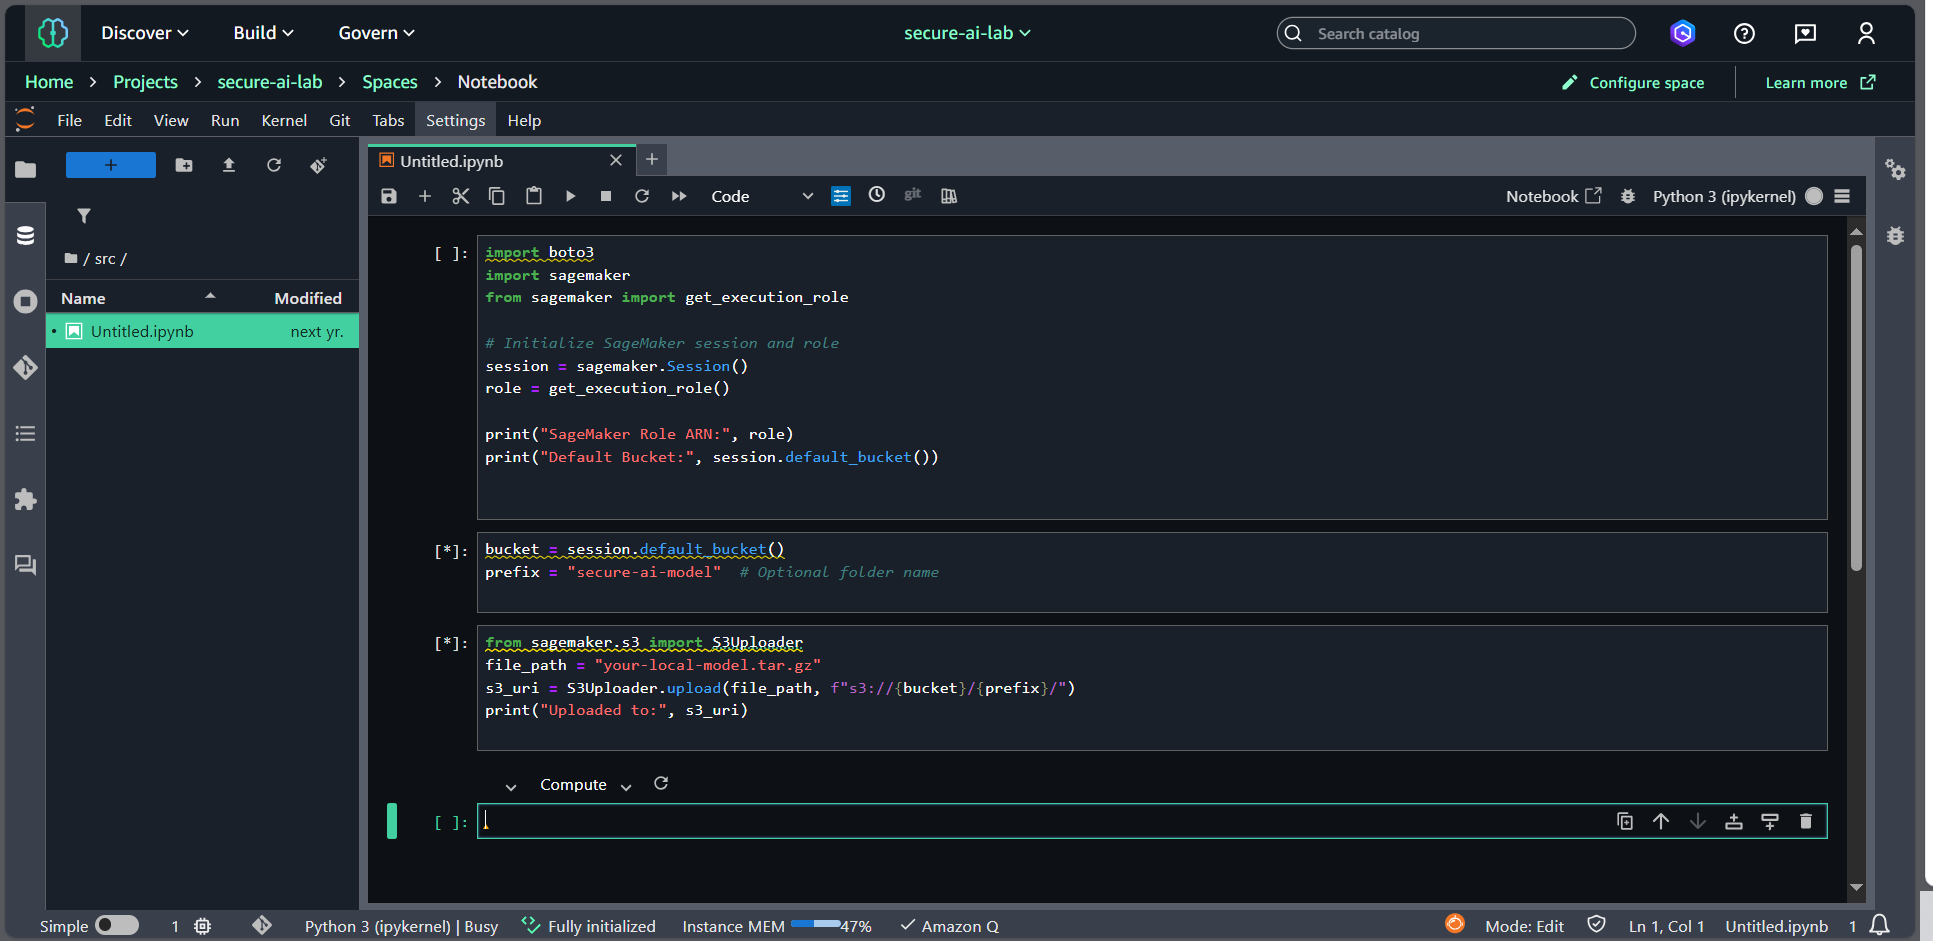 Discover
Build
Govern
secure-ai-lab
Search catalog
Home > Projects > secure-ai-lab > Spaces > Notebook
Configure space
Learn more
File Edit View Run Kernel Git Tabs Settings Help
Untitled.ipynb
Code
git
Notebook
Python 3 (ipykernel)
/ src /
Name Modified
Untitled.ipynb next yr.
[ ]:
import boto3
import sagemaker
from sagemaker import get_execution_role
# Initialize SageMaker session and role
session = sagemaker.Session()
role = get_execution_role()
print("SageMaker Role ARN:", role)
print("Default Bucket:", session.default_bucket())
[*]:
bucket = session.default_bucket()
prefix = "secure-ai-model"  # Optional folder name
[*]:
from sagemaker.s3 import S3Uploader
file_path = "your-local-model.tar.gz"
s3_uri = S3Uploader.upload(file_path, f"s3://{bucket}/{prefix}/")
print("Uploaded to:", s3_uri)
Compute
[ ]:
Simple
1
Python 3 (ipykernel) | Busy
Fully initialized
Instance MEM 47%
Amazon Q
Mode: Edit
Ln 1, Col 1
Untitled.ipynb
1